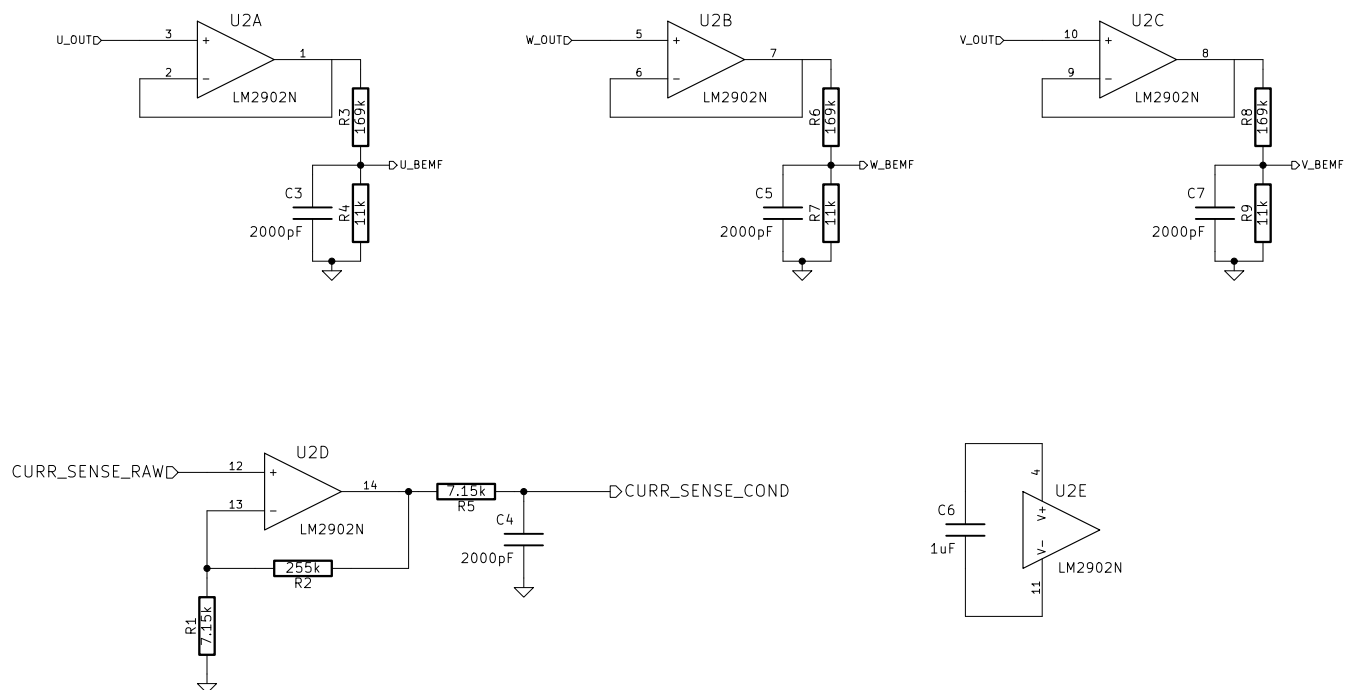 U2A
U_OUT
3
+
1
2
−
LM2902N
R3
169k
U_BEMF
C3
2000pF
R4
11k
U2B
W_OUT
5
+
7
6
−
LM2902N
R6
169k
W_BEMF
C5
2000pF
R7
11k
U2C
V_OUT
10
+
8
9
−
LM2902N
R8
169k
V_BEMF
C7
2000pF
R9
11k
U2D
CURR_SENSE_RAW
12
+
14
13
−
LM2902N
7.15k
R5
CURR_SENSE_COND
C4
2000pF
255k
R2
R1
7.15k
4
U2E
C6
1uF
V+
V-
LM2902N
11